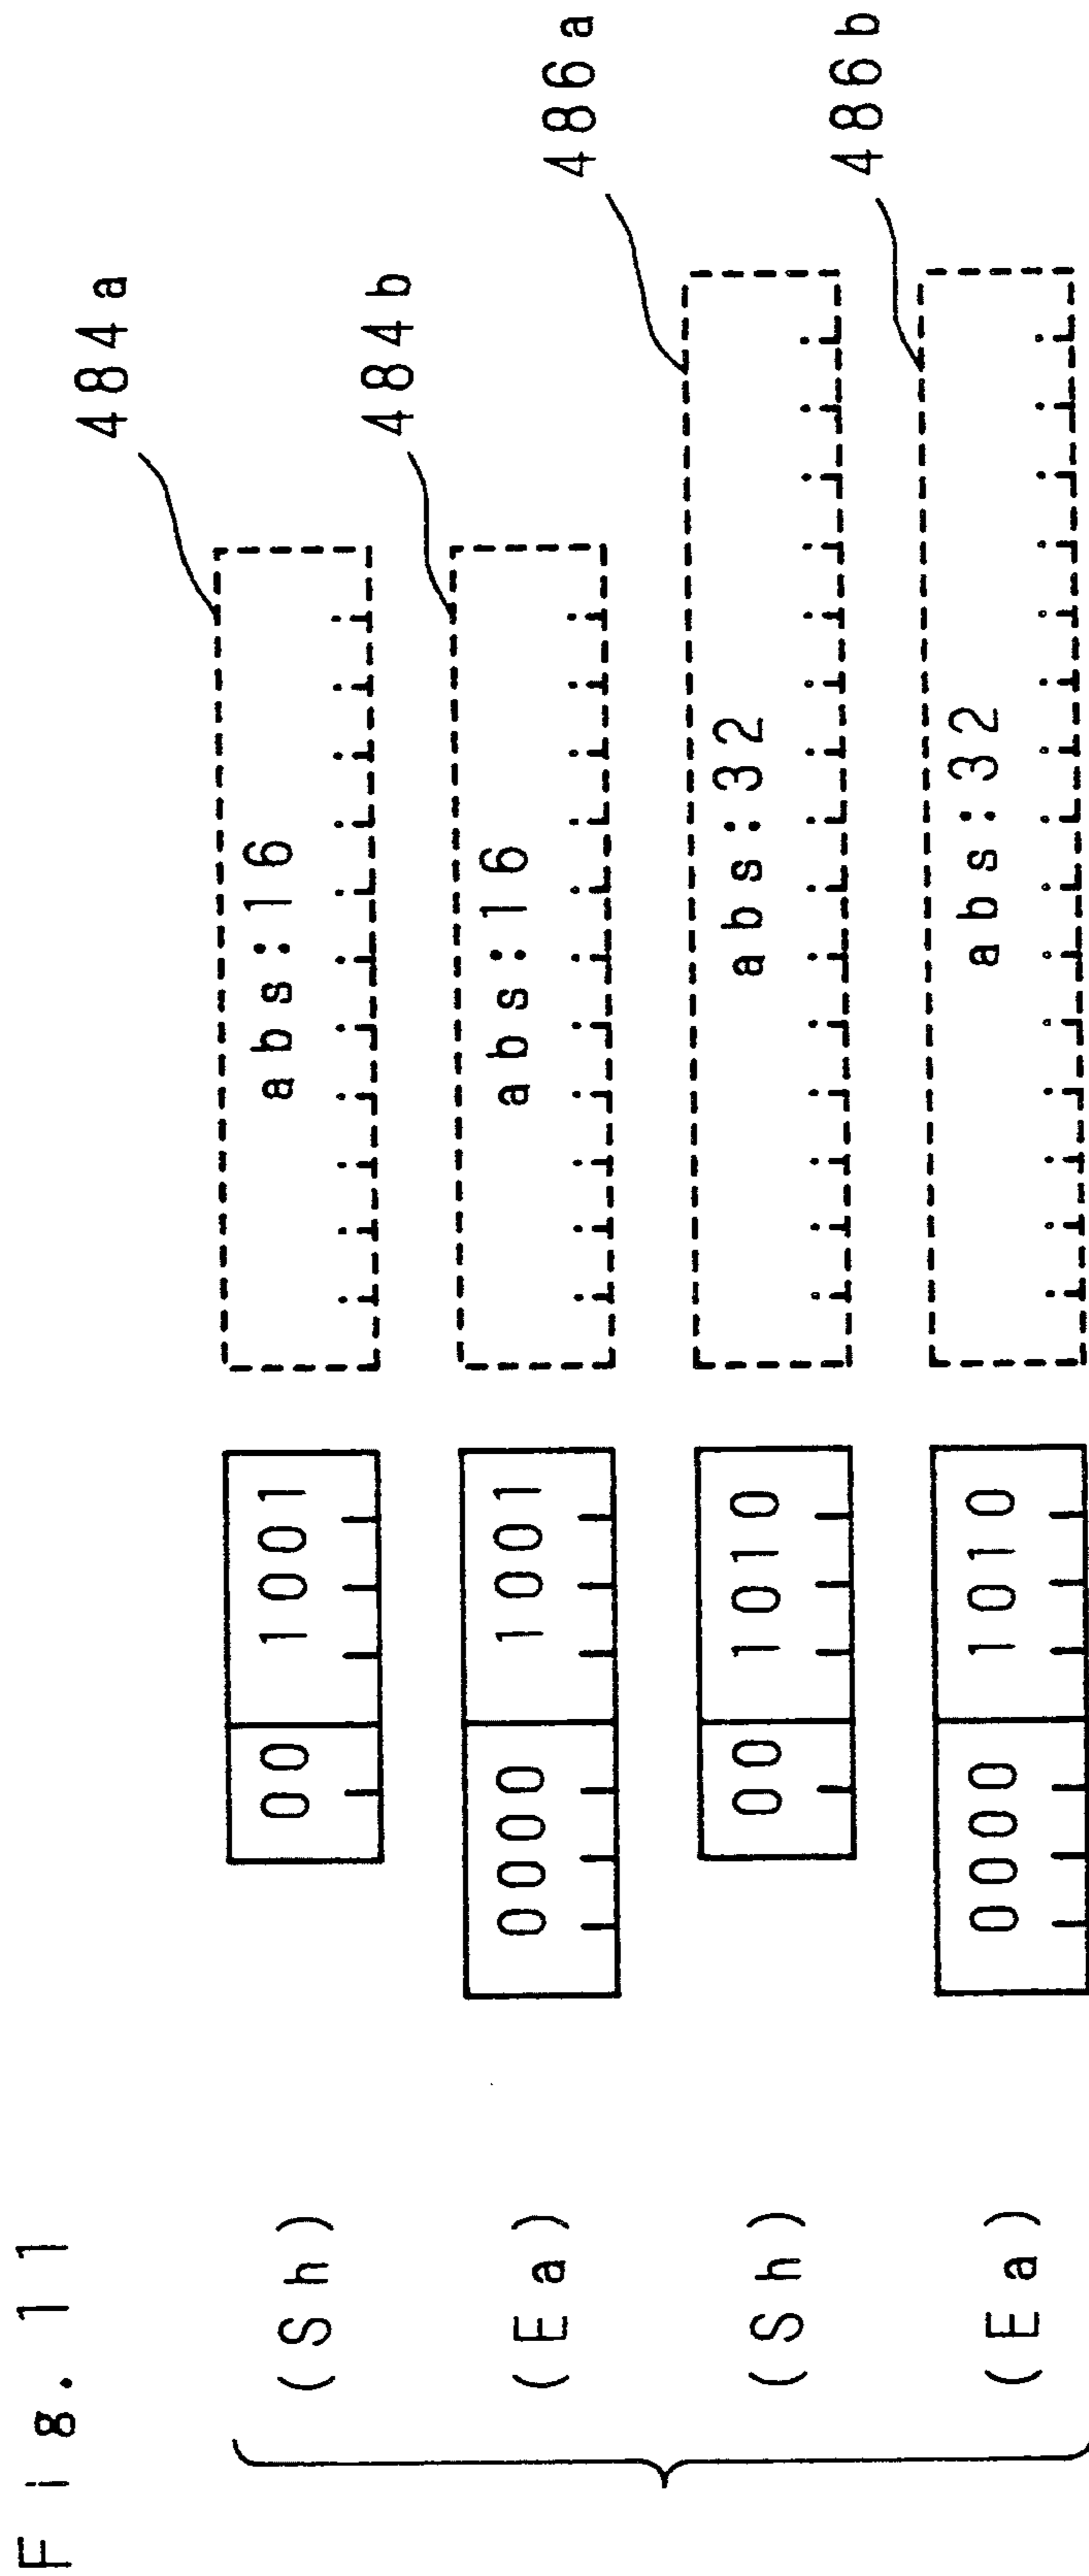 Fig. 11
484a
(Sh) 00 1001 abs:16
484b
(Ea) 0000 1001 abs:16
486a
(Sh) 00 1010 abs:32
486b
(Ea) 0000 1010 abs:32